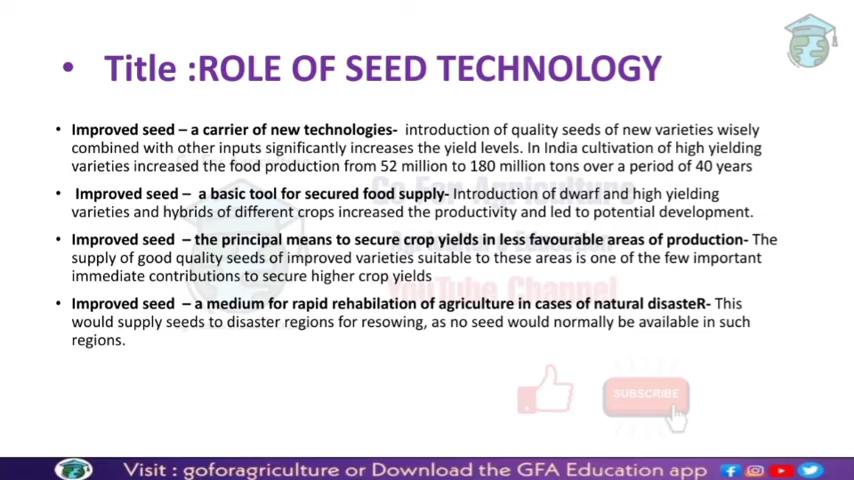 • Title :ROLE OF SEED TECHNOLOGY
• Improved seed – a carrier of new technologies- introduction of quality seeds of new varieties wisely
combined with other inputs significantly increases the yield levels. In India cultivation of high yielding
varieties increased the food production from 52 million to 180 million tons over a period of 40 years
• Improved seed – a basic tool for secured food supply- Introduction of dwarf and high yielding
varieties and hybrids of different crops increased the productivity and led to potential development.
• Improved seed – the principal means to secure crop yields in less favourable areas of production- The
supply of good quality seeds of improved varieties suitable to these areas is one of the few important
immediate contributions to secure higher crop yields
• Improved seed – a medium for rapid rehabilation of agriculture in cases of natural disasteR- This
would supply seeds to disaster regions for resowing, as no seed would normally be available in such
regions.
Go For Agriculture
YouTube Channel
SUBSCRIBE
Visit : goforagriculture or Download the GFA Education app